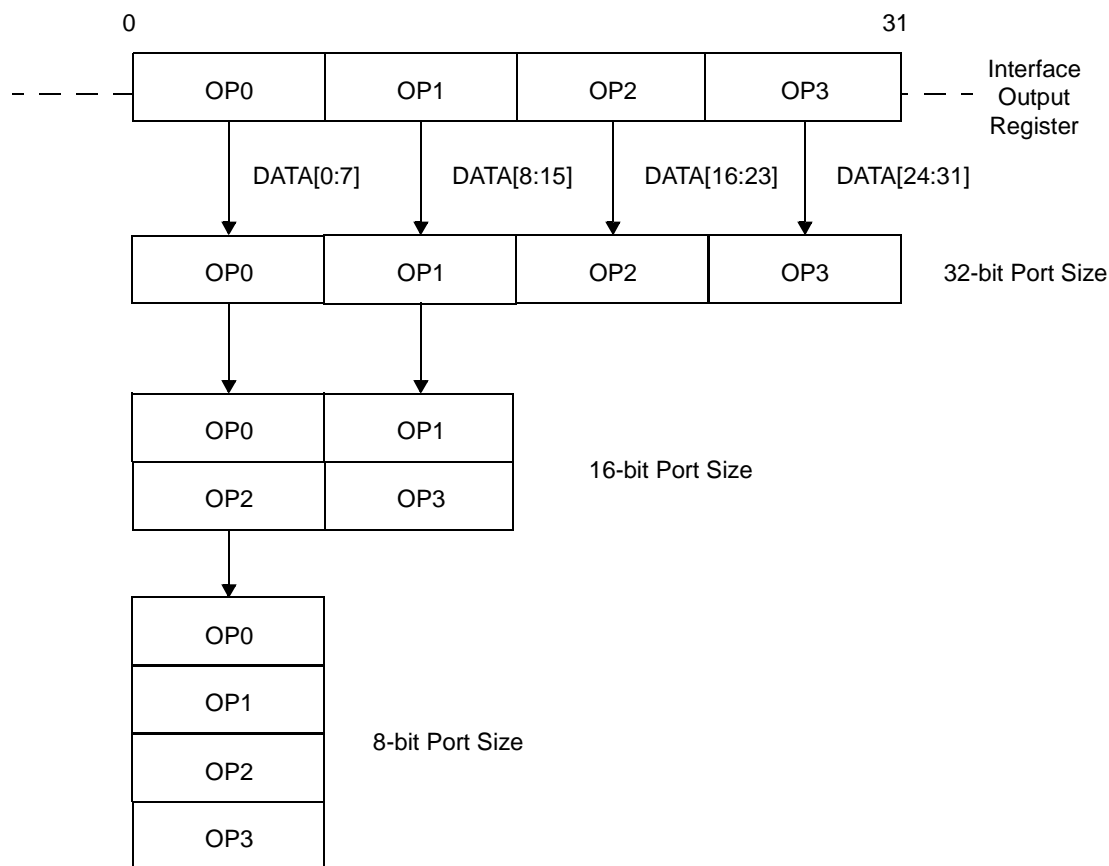 0 31
OP0 OP1 OP2 OP3
Interface
Output
Register
DATA[0:7] DATA[8:15] DATA[16:23] DATA[24:31]
OP0 OP1 OP2 OP3 32-bit Port Size
OP0 OP1
16-bit Port Size
OP2 OP3
OP0
OP1
8-bit Port Size
OP2
OP3